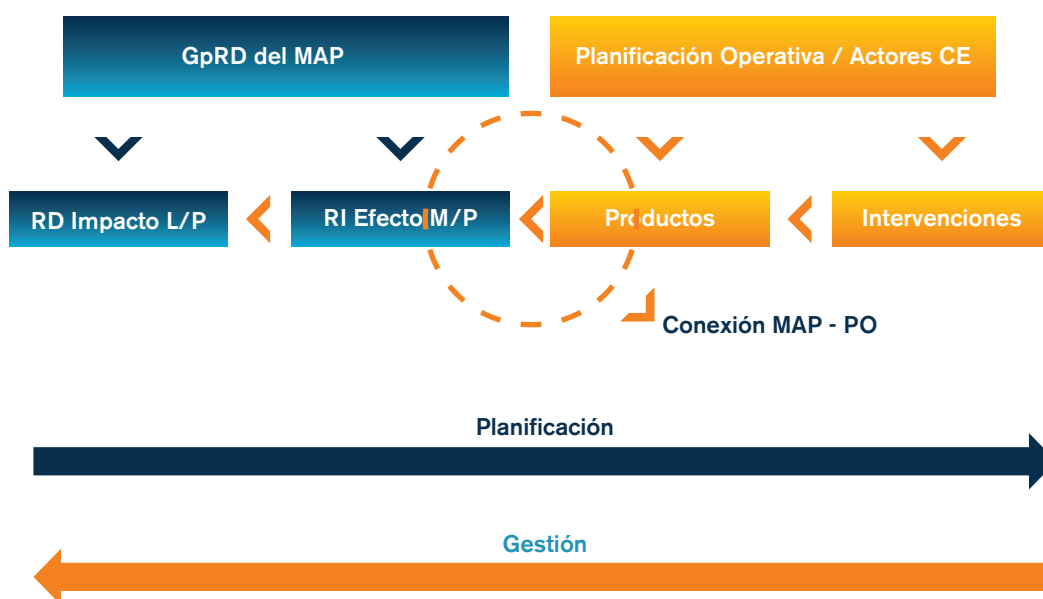 GpRD del MAP
Planificación Operativa / Actores CE
RD Impacto L/P
RI Efecto M/P
Productos
Intervenciones
Conexión MAP - PO
Planificación
Gestión